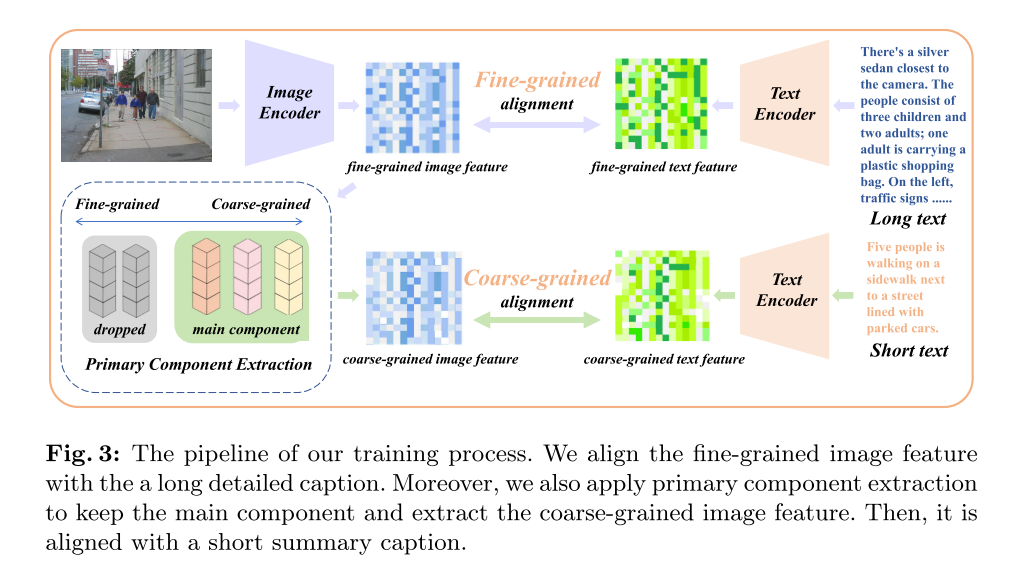 Image
Encoder
fine-grained image feature
Fine-grained
alignment
fine-grained text feature
Text
Encoder
There's a silver
sedan closest to
the camera. The
people consist of
three children and
two adults; one
adult is carrying a
plastic shopping
bag. On the left,
traffic signs ......
Long text
Fine-grained
Coarse-grained
dropped
main component
Primary Component Extraction
coarse-grained image feature
Coarse-grained
alignment
coarse-grained text feature
Text
Encoder
Five people is
walking on a
sidewalk next
to a street
lined with
parked cars.
Short text
Fig. 3: The pipeline of our training process. We align the fine-grained image feature
with the a long detailed caption. Moreover, we also apply primary component extraction
to keep the main component and extract the coarse-grained image feature. Then, it is
aligned with a short summary caption.